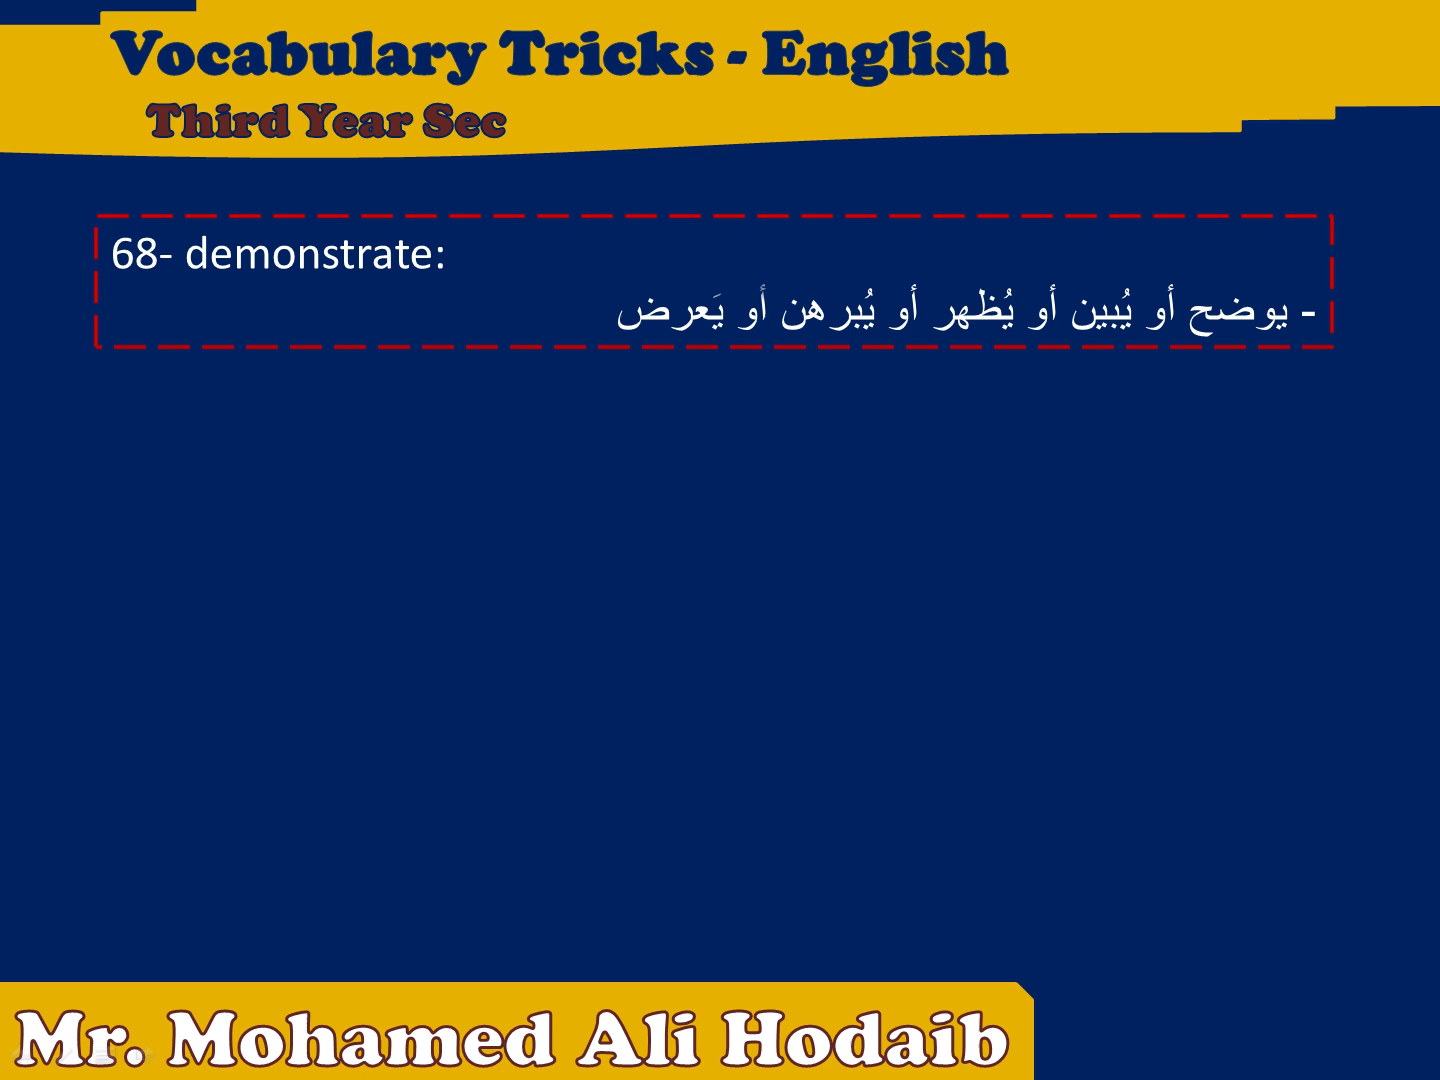 Vocabulary Tricks - English
Third Year Sec
68- demonstrate:
- يوضح أو يُبين أو يُظهر أو يُبرهن أو يَعرض
Mr. Mohamed Ali Hodaib